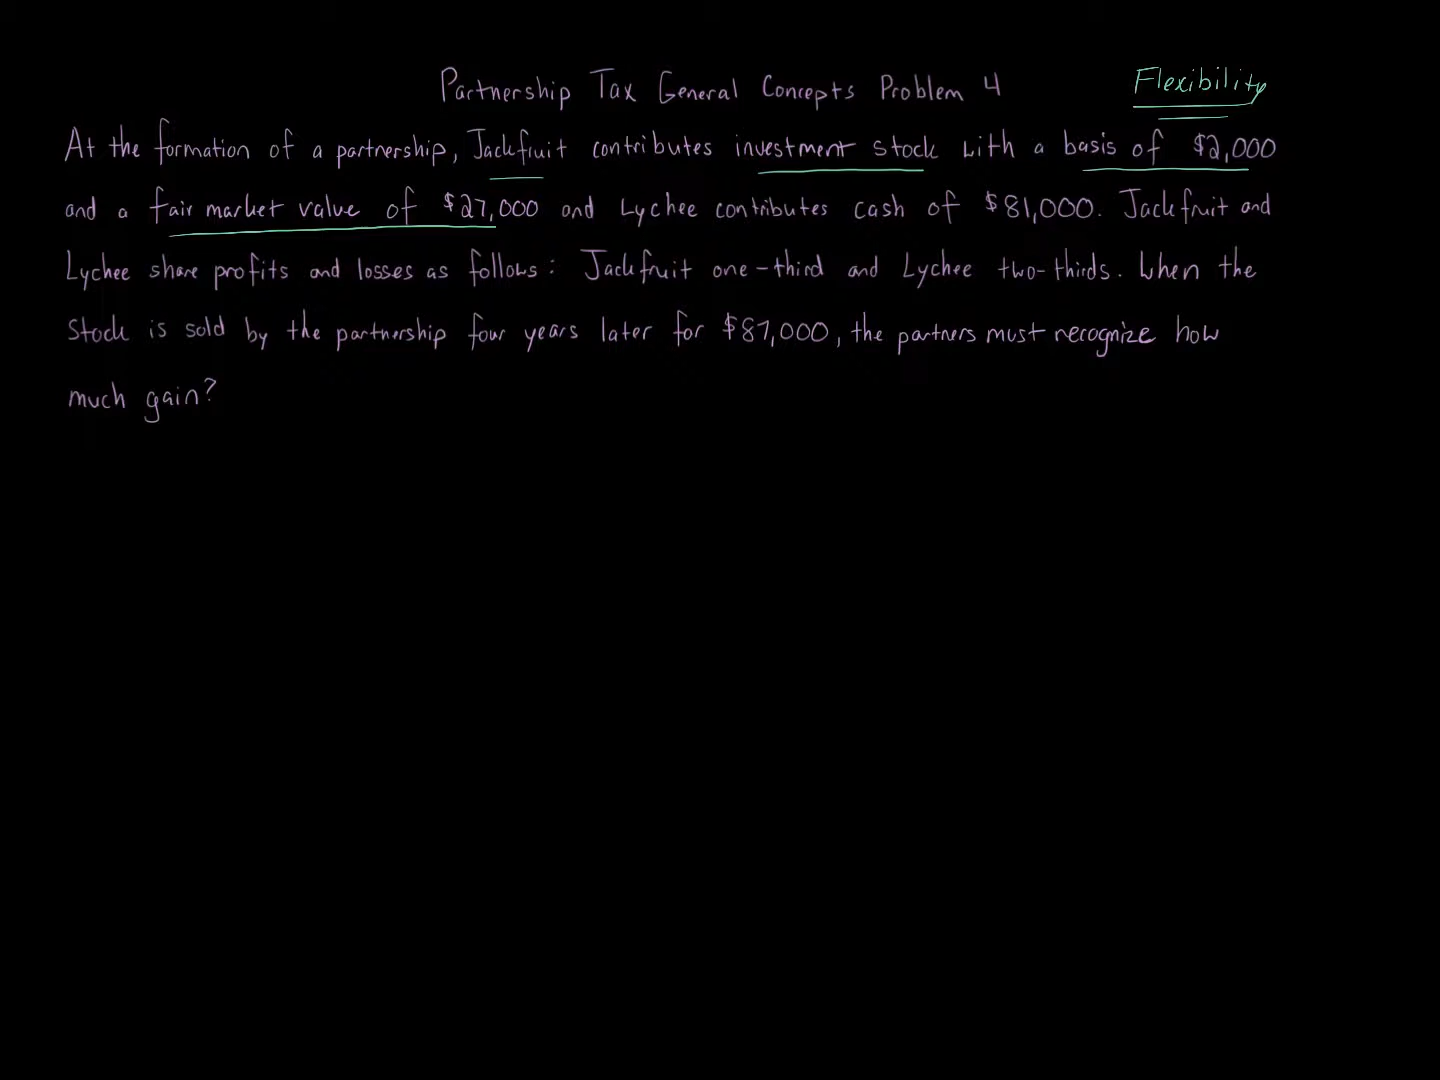 Partnership Tax General Concepts Problem 4 Flexibility
At the formation of a partnership, Jackfruit contributes investment stock with a basis of $2,000
and a fair market value of $27,000 and Lychee contributes cash of $81,000. Jackfruit and
Lychee share profits and losses as follows: Jackfruit one-third and Lychee two-thirds. When the
Stock is sold by the partnership four years later for $87,000, the partners must recognize how
much gain?